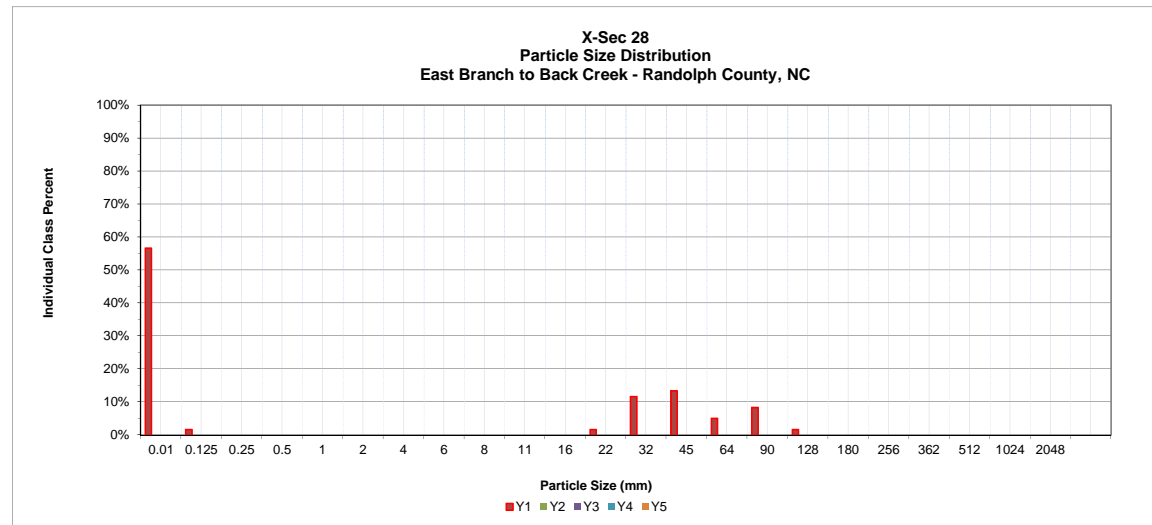 X-Sec 28
Particle Size Distribution
East Branch to Back Creek - Randolph County, NC
Individual Class Percent
100%
90%
80%
70%
60%
50%
40%
30%
20%
10%
0%
0.01 0.125 0.25 0.5 1 2 4 6 8 11 16 22 32 45 64 90 128 180 256 362 512 1024 2048
Particle Size (mm)
Y1 Y2 Y3 Y4 Y5